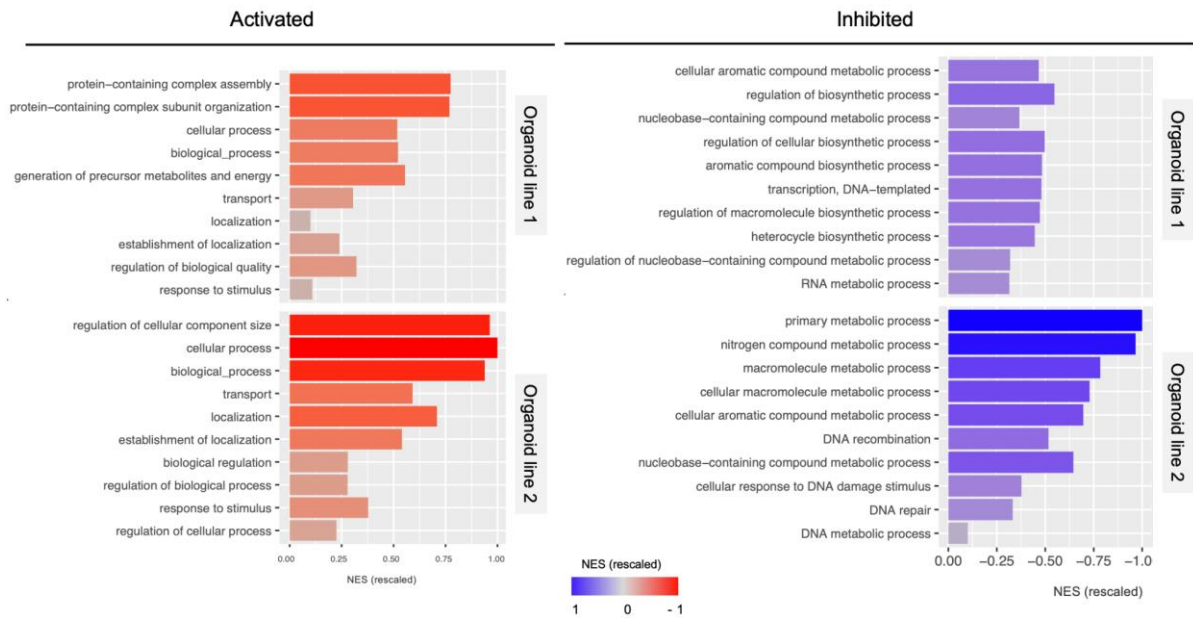 Activated
protein-containing complex assembly
protein-containing complex subunit organization
cellular process
biological_process
generation of precursor metabolites and energy
transport
localization
establishment of localization
regulation of biological quality
response to stimulus
Organoid line 1
regulation of cellular component size
cellular process
biological_process
transport
localization
establishment of localization
biological regulation
regulation of biological process
response to stimulus
regulation of cellular process
Organoid line 2
0.00 0.25 0.50 0.75 1.00
NES (rescaled)
Inhibited
cellular aromatic compound metabolic process
regulation of biosynthetic process
nucleobase-containing compound metabolic process
regulation of cellular biosynthetic process
aromatic compound biosynthetic process
transcription, DNA-templated
regulation of macromolecule biosynthetic process
heterocycle biosynthetic process
regulation of nucleobase-containing compound metabolic process
RNA metabolic process
Organoid line 1
primary metabolic process
nitrogen compound metabolic process
macromolecule metabolic process
cellular macromolecule metabolic process
cellular aromatic compound metabolic process
DNA recombination
nucleobase-containing compound metabolic process
cellular response to DNA damage stimulus
DNA repair
DNA metabolic process
Organoid line 2
0.00 -0.25 -0.50 -0.75 -1.00
NES (rescaled)
NES (rescaled)
1 0 - 1